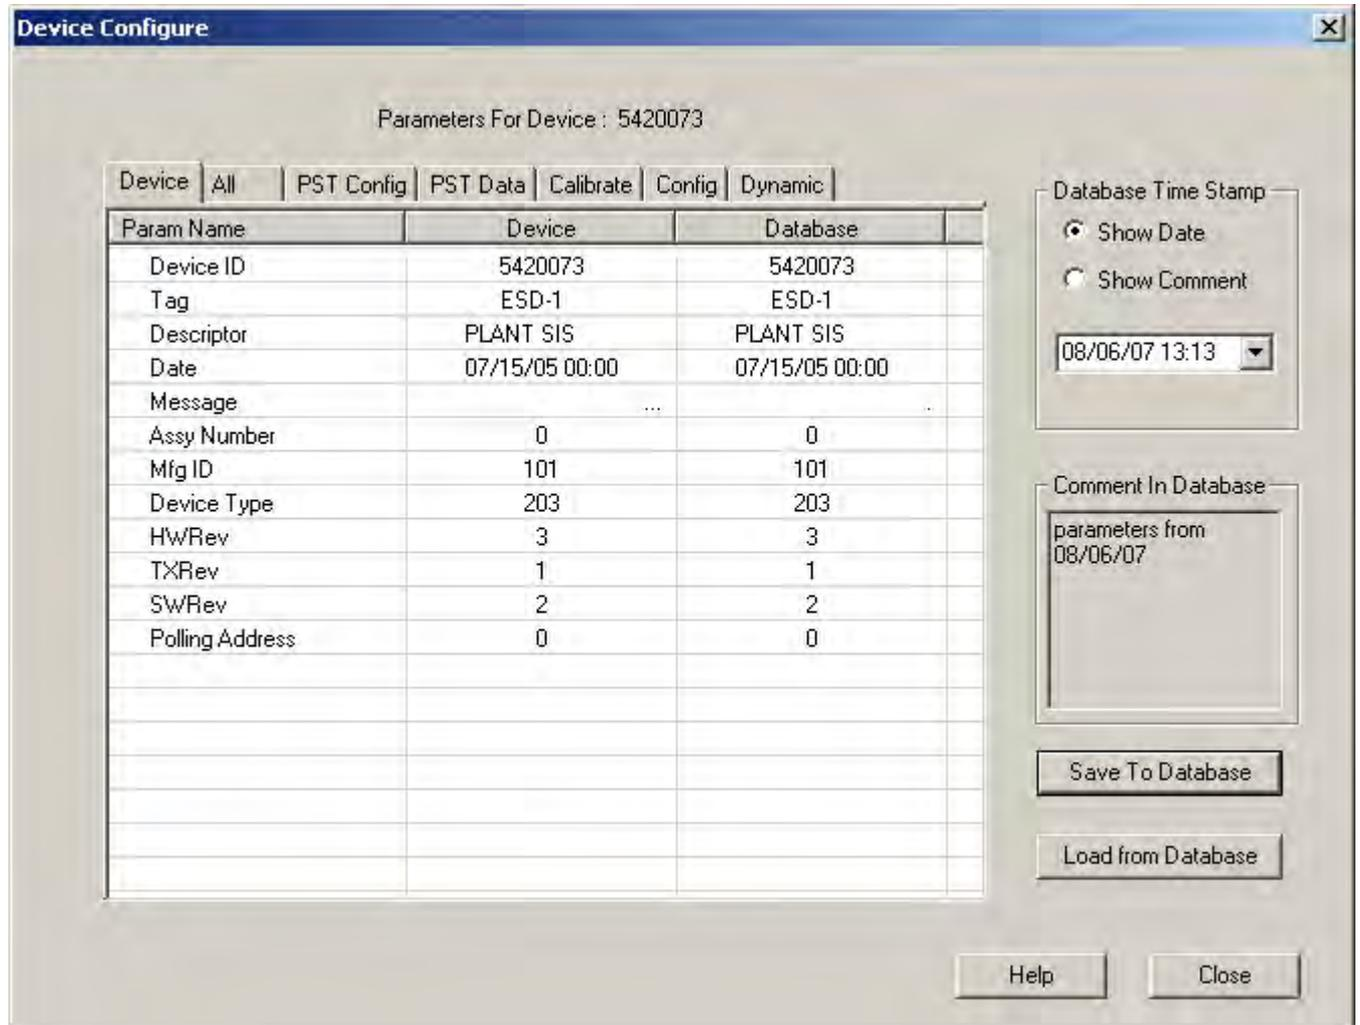 Device Configure
Parameters For Device : 5420073
Device All PST Config PST Data Calibrate Config Dynamic
Param Name Device Database
Device ID 5420073 5420073
Tag ESD-1 ESD-1
Descriptor PLANT SIS PLANT SIS
Date 07/15/05 00:00 07/15/05 00:00
Message ... .
Assy Number 0 0
Mfg ID 101 101
Device Type 203 203
HWRev 3 3
TXRev 1 1
SWRev 2 2
Polling Address 0 0
Database Time Stamp
Show Date
Show Comment
08/06/07 13:13
Comment In Database
parameters from
08/06/07
Save To Database
Load from Database
Help Close